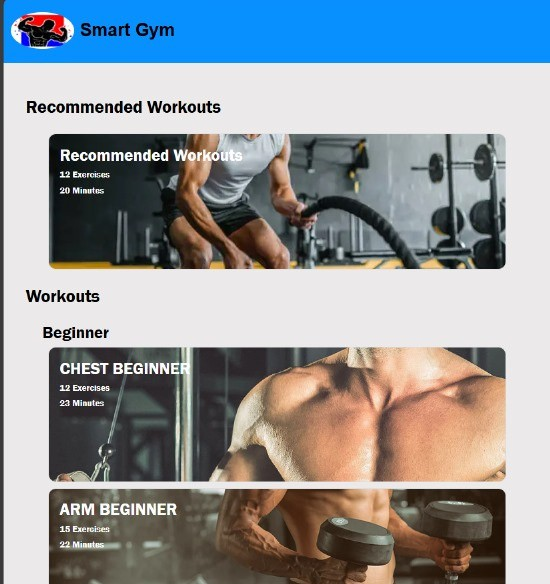 Smart Gym
Recommended Workouts
Recommended Workouts
12 Exercises
20 Minutes
Workouts
Beginner
CHEST BEGINNER
12 Exercises
23 Minutes
ARM BEGINNER
15 Exercises
22 Minutes